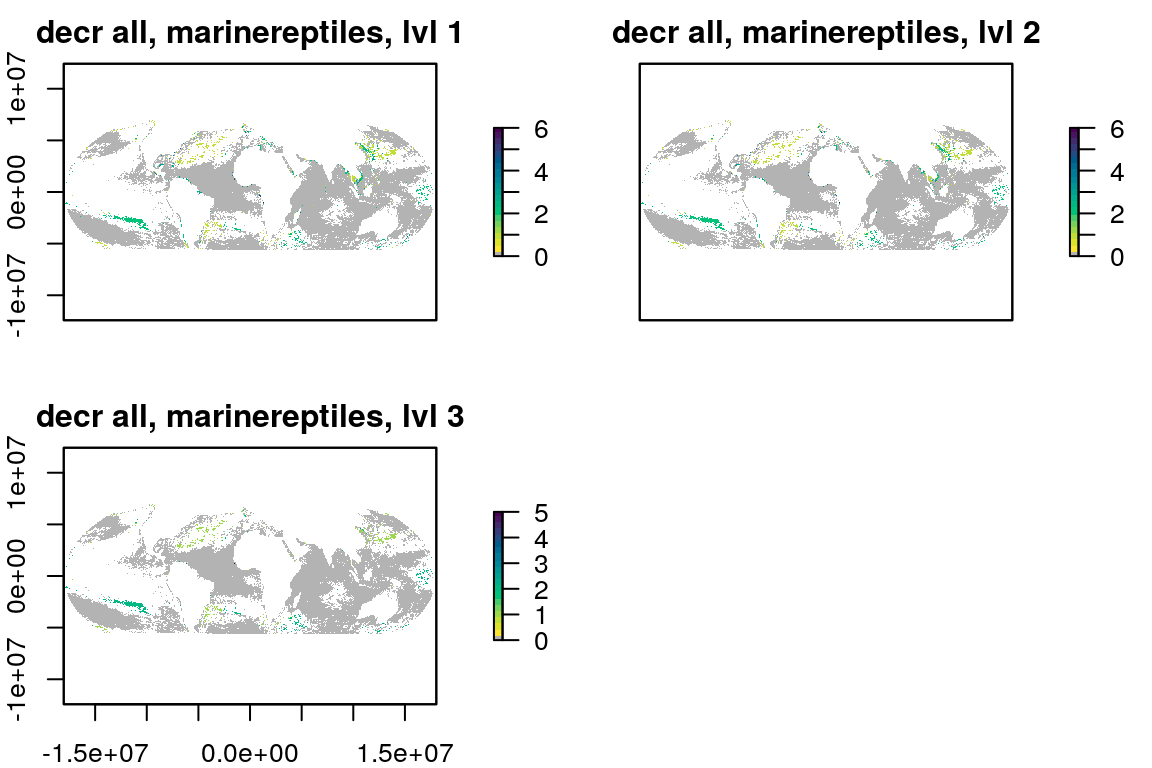 decr all, marinereptiles, lvl 1
1e+07
0e+00
-1e+07
6
4
2
0
decr all, marinereptiles, lvl 2
6
4
2
0
decr all, marinereptiles, lvl 3
1e+07
0e+00
-1e+07
5
4
3
2
1
0
-1.5e+07 0.0e+00 1.5e+07